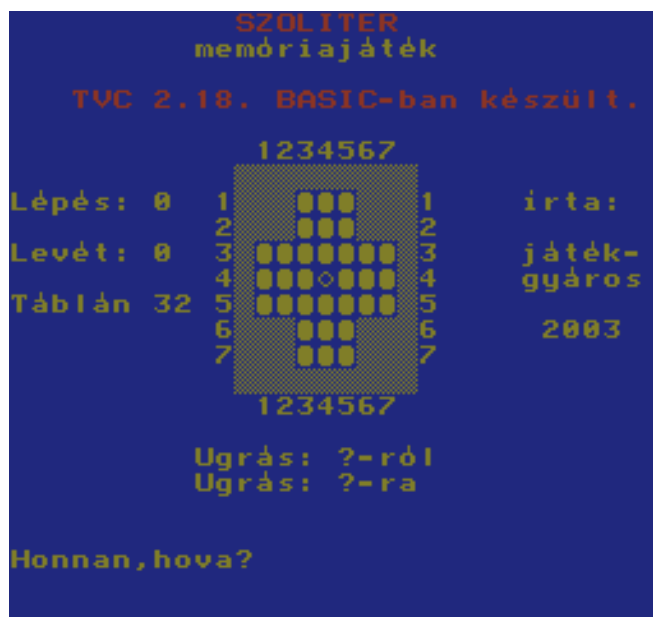 SZOLITER
memóriajáték
TVC 2.18. BASIC-ban készült.
1234567
Lépés: 0 1 1 írta:
2 2
Levét: 0 3 3 játék-
4 4 gyáros
Táblán 32 5 5
6 6 2003
7 7
1234567
Ugrás: ?-ról
Ugrás: ?-ra
Honnan,hova?